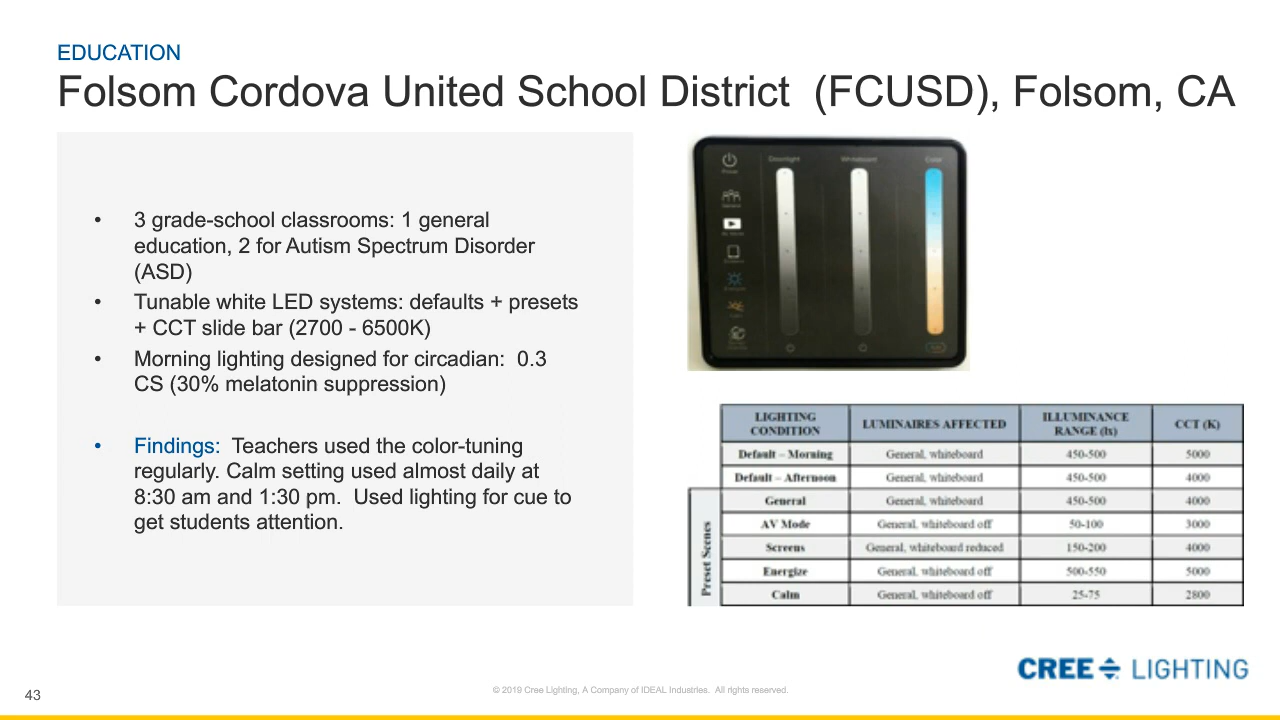 EDUCATION
Folsom Cordova United School District  (FCUSD), Folsom, CA
• 3 grade-school classrooms: 1 general
education, 2 for Autism Spectrum Disorder
(ASD)
• Tunable white LED systems: defaults + presets
+ CCT slide bar (2700 - 6500K)
• Morning lighting designed for circadian:  0.3
CS (30% melatonin suppression)
• Findings:  Teachers used the color-tuning
regularly. Calm setting used almost daily at
8:30 am and 1:30 pm.  Used lighting for cue to
get students attention.
Downlight Whiteboard Color
Power
General
AV Mode
Screens
Energize
Calm
LIGHTING CONDITION LUMINAIRES AFFECTED ILLUMINANCE RANGE (lx) CCT (K)
Default – Morning General, whiteboard 450-500 5000
Default – Afternoon General, whiteboard 450-500 4000
Preset Scenes
General General, whiteboard 450-500 4000
AV Mode General, whiteboard off 50-100 3000
Screens General, whiteboard reduced 150-200 4000
Energize General, whiteboard off 500-550 5000
Calm General, whiteboard off 25-75 2800
CREE LIGHTING
43
© 2019 Cree Lighting, A Company of IDEAL Industries.  All rights reserved.